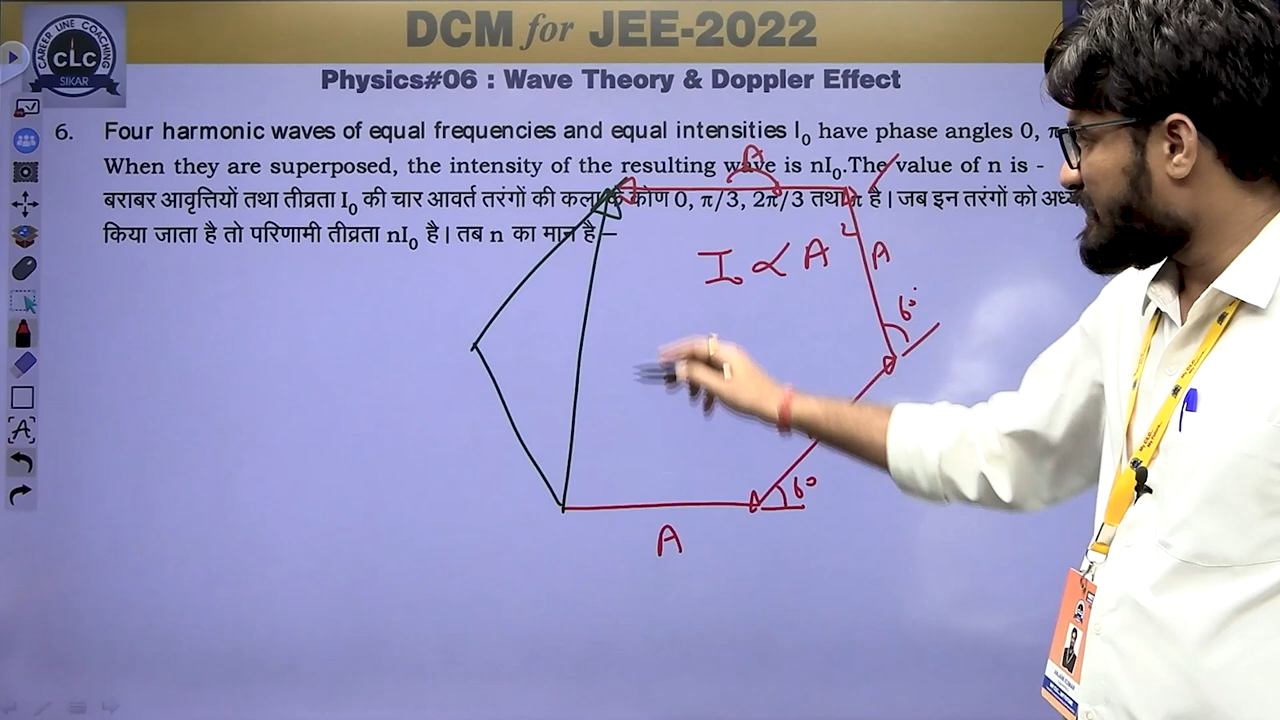 DCM for JEE-2022
CAREER LINE COACHING
CLC
SIKAR
Physics#06 : Wave Theory & Doppler Effect
6. Four harmonic waves of equal frequencies and equal intensities I₀ have phase angles 0,
When they are superposed, the intensity of the resulting wave is nI₀.The value of n is -
बराबर आवृत्तियों तथा तीव्रता I₀ की चार आवर्त तरंगों की कला के कोण 0, π/3, 2π/3 तथा π है। जब इन तरंगों को
किया जाता है तो परिणामी तीव्रता nI₀ है। तब n का मान है –
A
I ∝ A
A
60
60
A